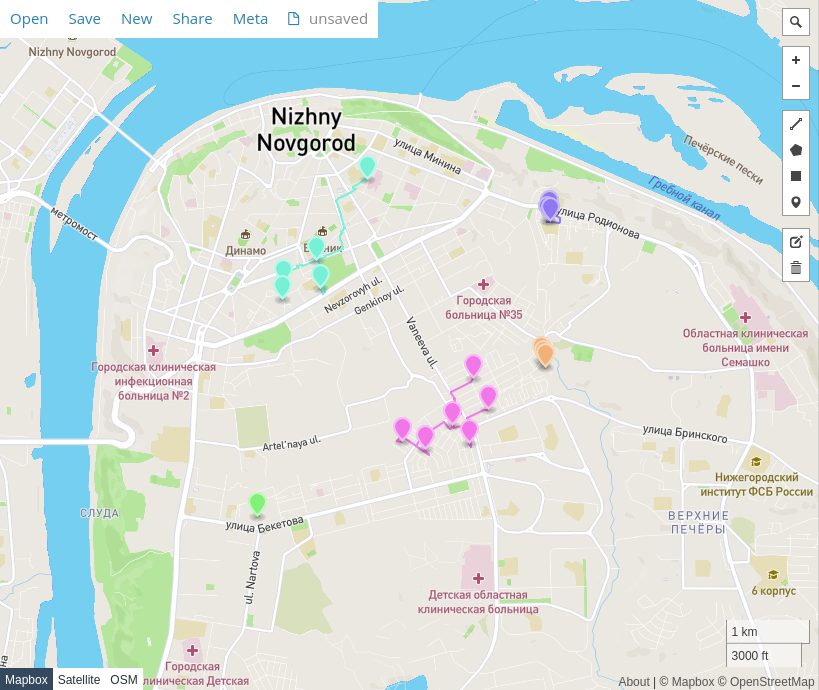 Open Save New Share Meta unsaved
Nizhny Novgorod
Nizhny
Novgorod
улица Минина
Печёрские пески
Гребной канал
улица Родионова
метромост
Динамо
Nevzorovyh ul.
Genkinoy ul.
Городская
больница №35
Vaneeva ul.
Областная клиническая
больница имени
Семашко
Городская клиническая
инфекционная
больница №2
Artel'naya ul.
улица Бринского
Нижегородский
институт ФСБ России
СЛУДА
улица Бекетова
ВЕРХНИЕ
ПЕЧЁРЫ
ul. Nartova
Детская областная
клиническая больница
6 корпус
1 km
3000 ft
Городская
клиническая Детская
Mapbox Satellite OSM
About | © Mapbox © OpenStreetMap